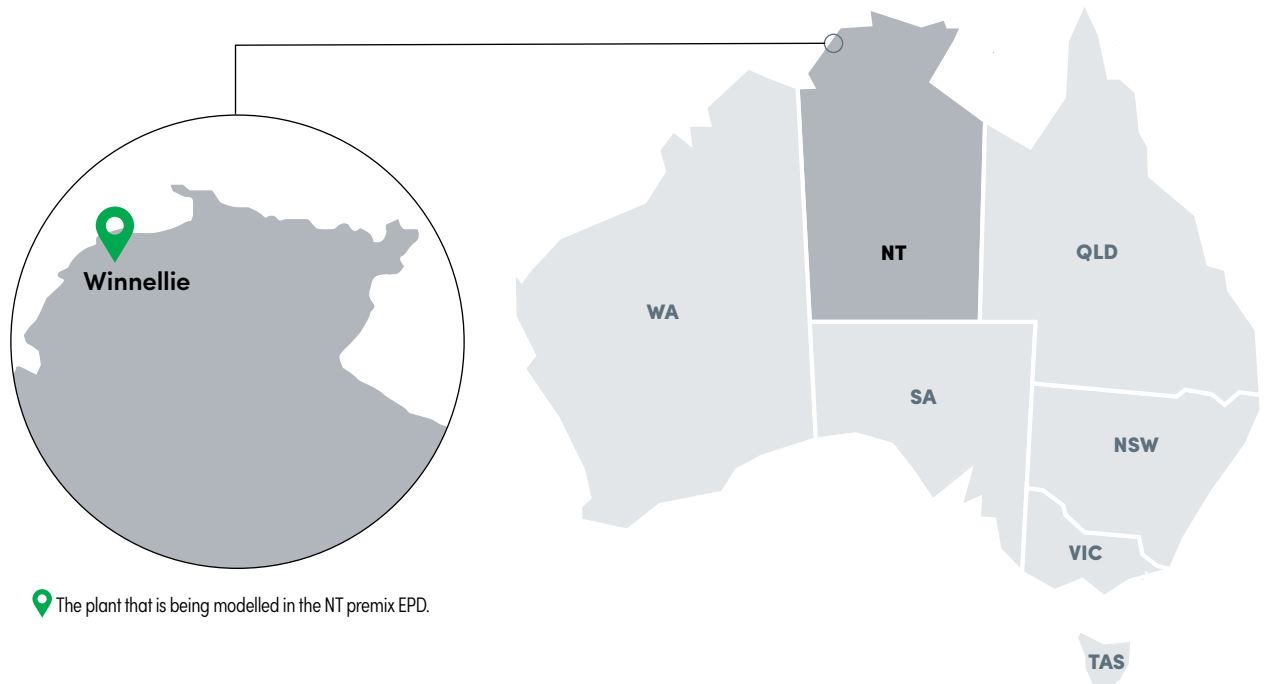 Winnellie
The plant that is being modelled in the NT premix EPD.
NT
QLD
WA
SA
NSW
VIC
TAS